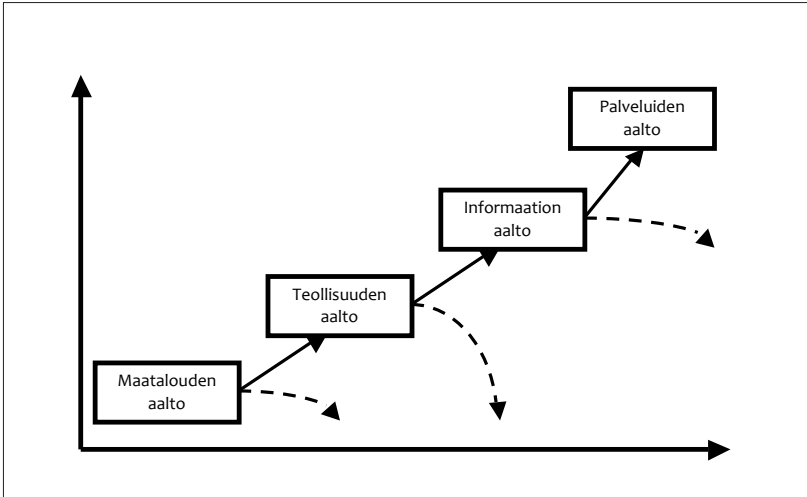 Palveluiden
aalto
Informaation
aalto
Teollisuuden
aalto
Maatalouden
aalto